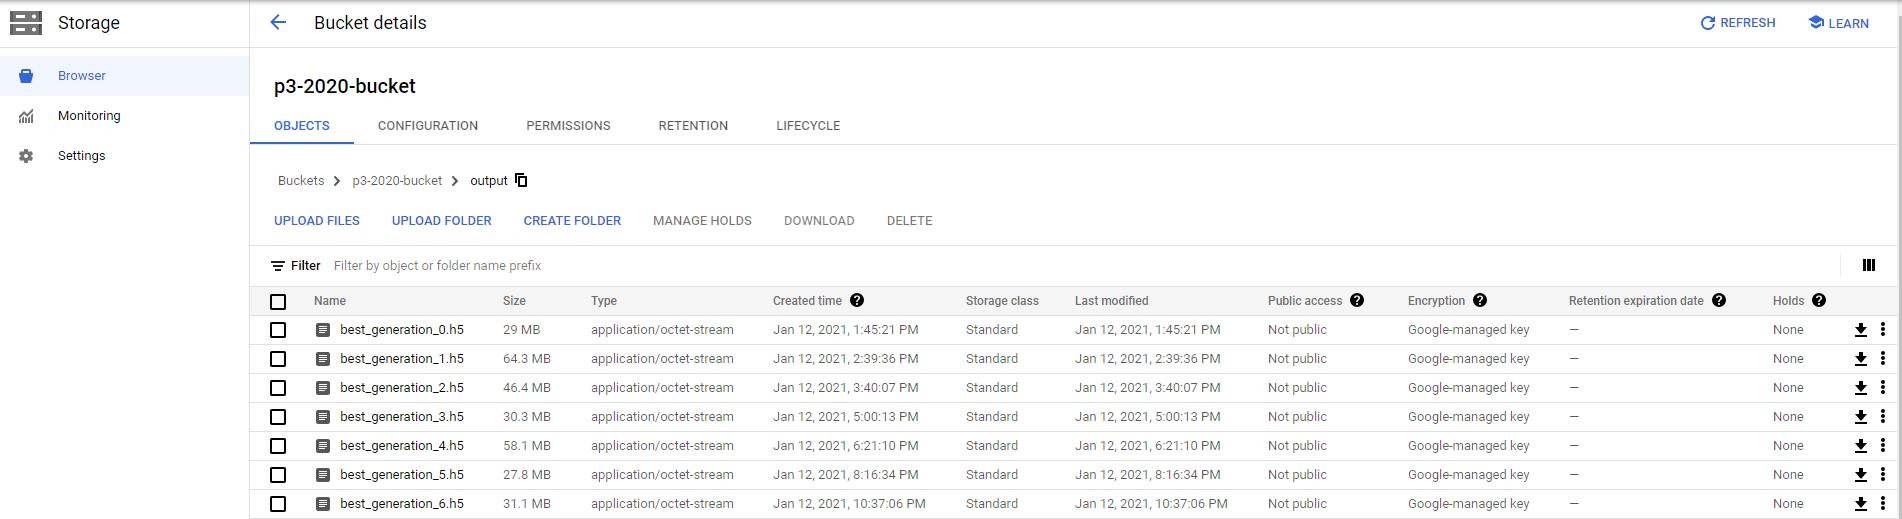 Storage
Bucket details
REFRESH
LEARN
Browser
Monitoring
Settings
p3-2020-bucket
OBJECTS CONFIGURATION PERMISSIONS RETENTION LIFECYCLE
Buckets > p3-2020-bucket > output
UPLOAD FILES UPLOAD FOLDER CREATE FOLDER MANAGE HOLDS DOWNLOAD DELETE
Filter Filter by object or folder name prefix
Name Size Type Created time ? Storage class Last modified Public access ? Encryption ? Retention expiration date ? Holds ?
best_generation_0.h5 29 MB application/octet-stream Jan 12, 2021, 1:45:21 PM Standard Jan 12, 2021, 1:45:21 PM Not public Google-managed key — None
best_generation_1.h5 64.3 MB application/octet-stream Jan 12, 2021, 2:39:36 PM Standard Jan 12, 2021, 2:39:36 PM Not public Google-managed key — None
best_generation_2.h5 46.4 MB application/octet-stream Jan 12, 2021, 3:40:07 PM Standard Jan 12, 2021, 3:40:07 PM Not public Google-managed key — None
best_generation_3.h5 30.3 MB application/octet-stream Jan 12, 2021, 5:00:13 PM Standard Jan 12, 2021, 5:00:13 PM Not public Google-managed key — None
best_generation_4.h5 58.1 MB application/octet-stream Jan 12, 2021, 6:21:10 PM Standard Jan 12, 2021, 6:21:10 PM Not public Google-managed key — None
best_generation_5.h5 27.8 MB application/octet-stream Jan 12, 2021, 8:16:34 PM Standard Jan 12, 2021, 8:16:34 PM Not public Google-managed key — None
best_generation_6.h5 31.1 MB application/octet-stream Jan 12, 2021, 10:37:06 PM Standard Jan 12, 2021, 10:37:06 PM Not public Google-managed key — None